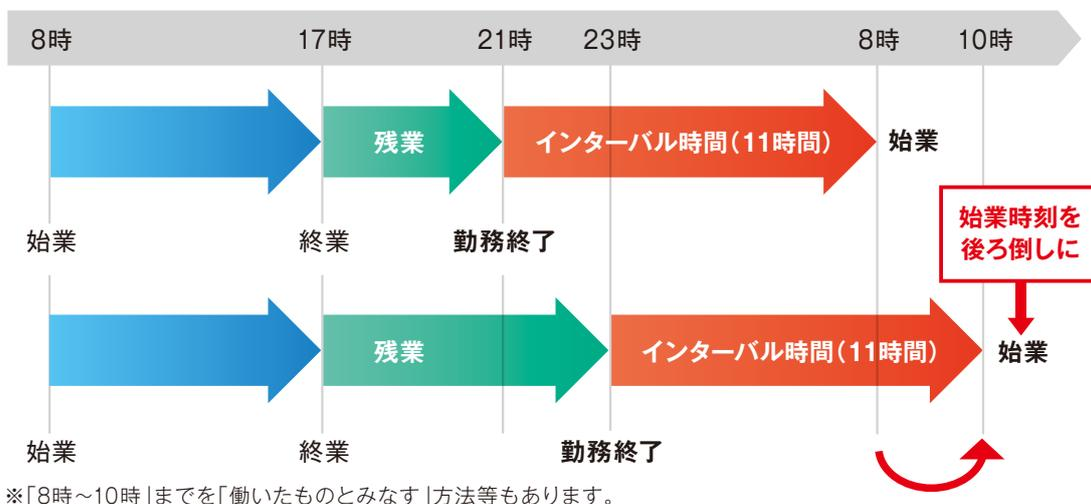 8時 17時 21時 23時 8時 10時
残業 インターバル時間(11時間) 始業
始業 終業 勤務終了
始業時刻を
後ろ倒しに
残業 インターバル時間(11時間) 始業
始業 終業 勤務終了
※「8時~10時」までを「働いたものとみなす」方法等もあります。